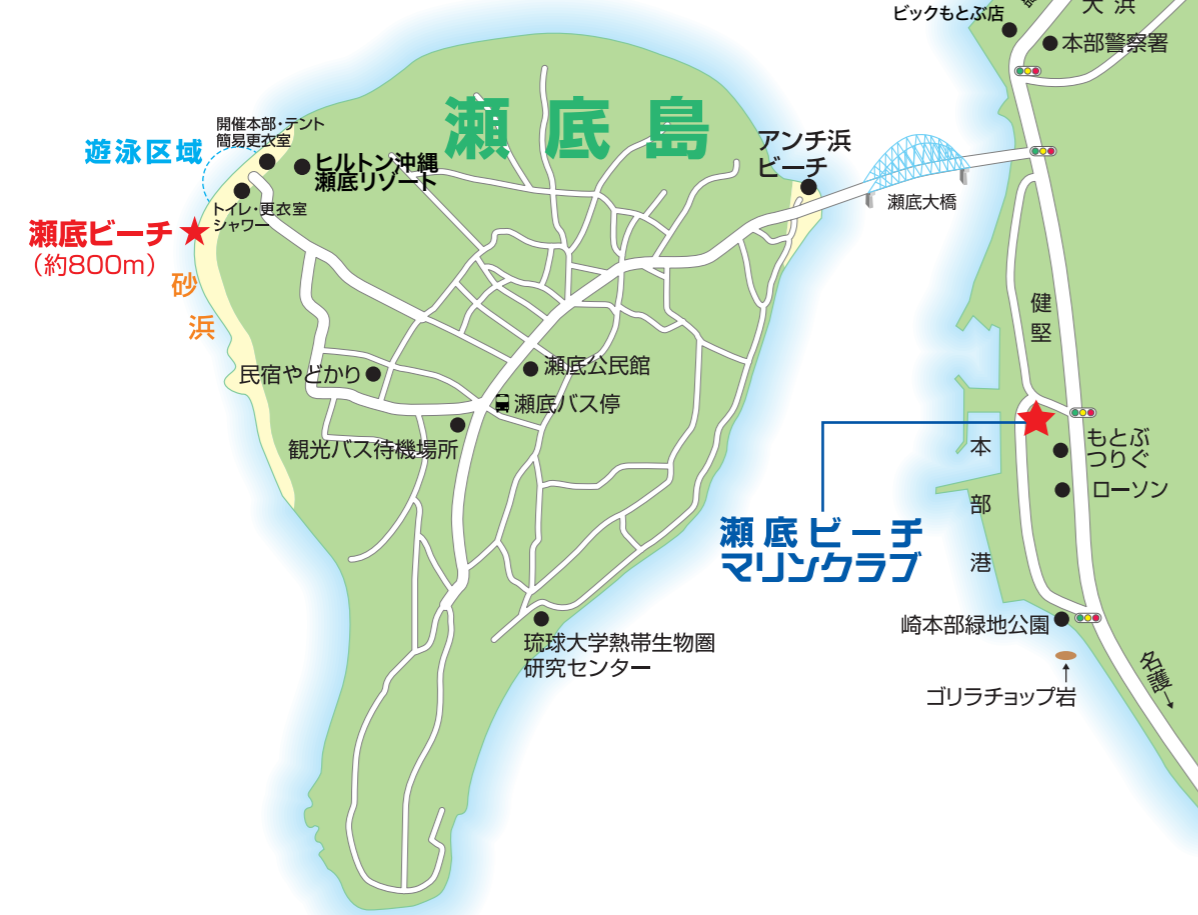 ビックもとぶ店
大浜
本部警察署
瀬底島
開催本部・テント
簡易更衣室
遊泳区域
ヒルトン沖縄
瀬底リゾート
アンチ浜
ビーチ
瀬底大橋
トイレ・更衣室
シャワー
瀬底ビーチ
（約800m）
砂
浜
健
堅
民宿やどかり
瀬底公民館
瀬底バス停
観光バス待機場所
もとぶ
つりぐ
ローソン
本
部
港
瀬底ビーチ
マリンクラブ
崎本部緑地公園
琉球大学熱帯生物圏
研究センター
ゴリラチョップ岩
名護→